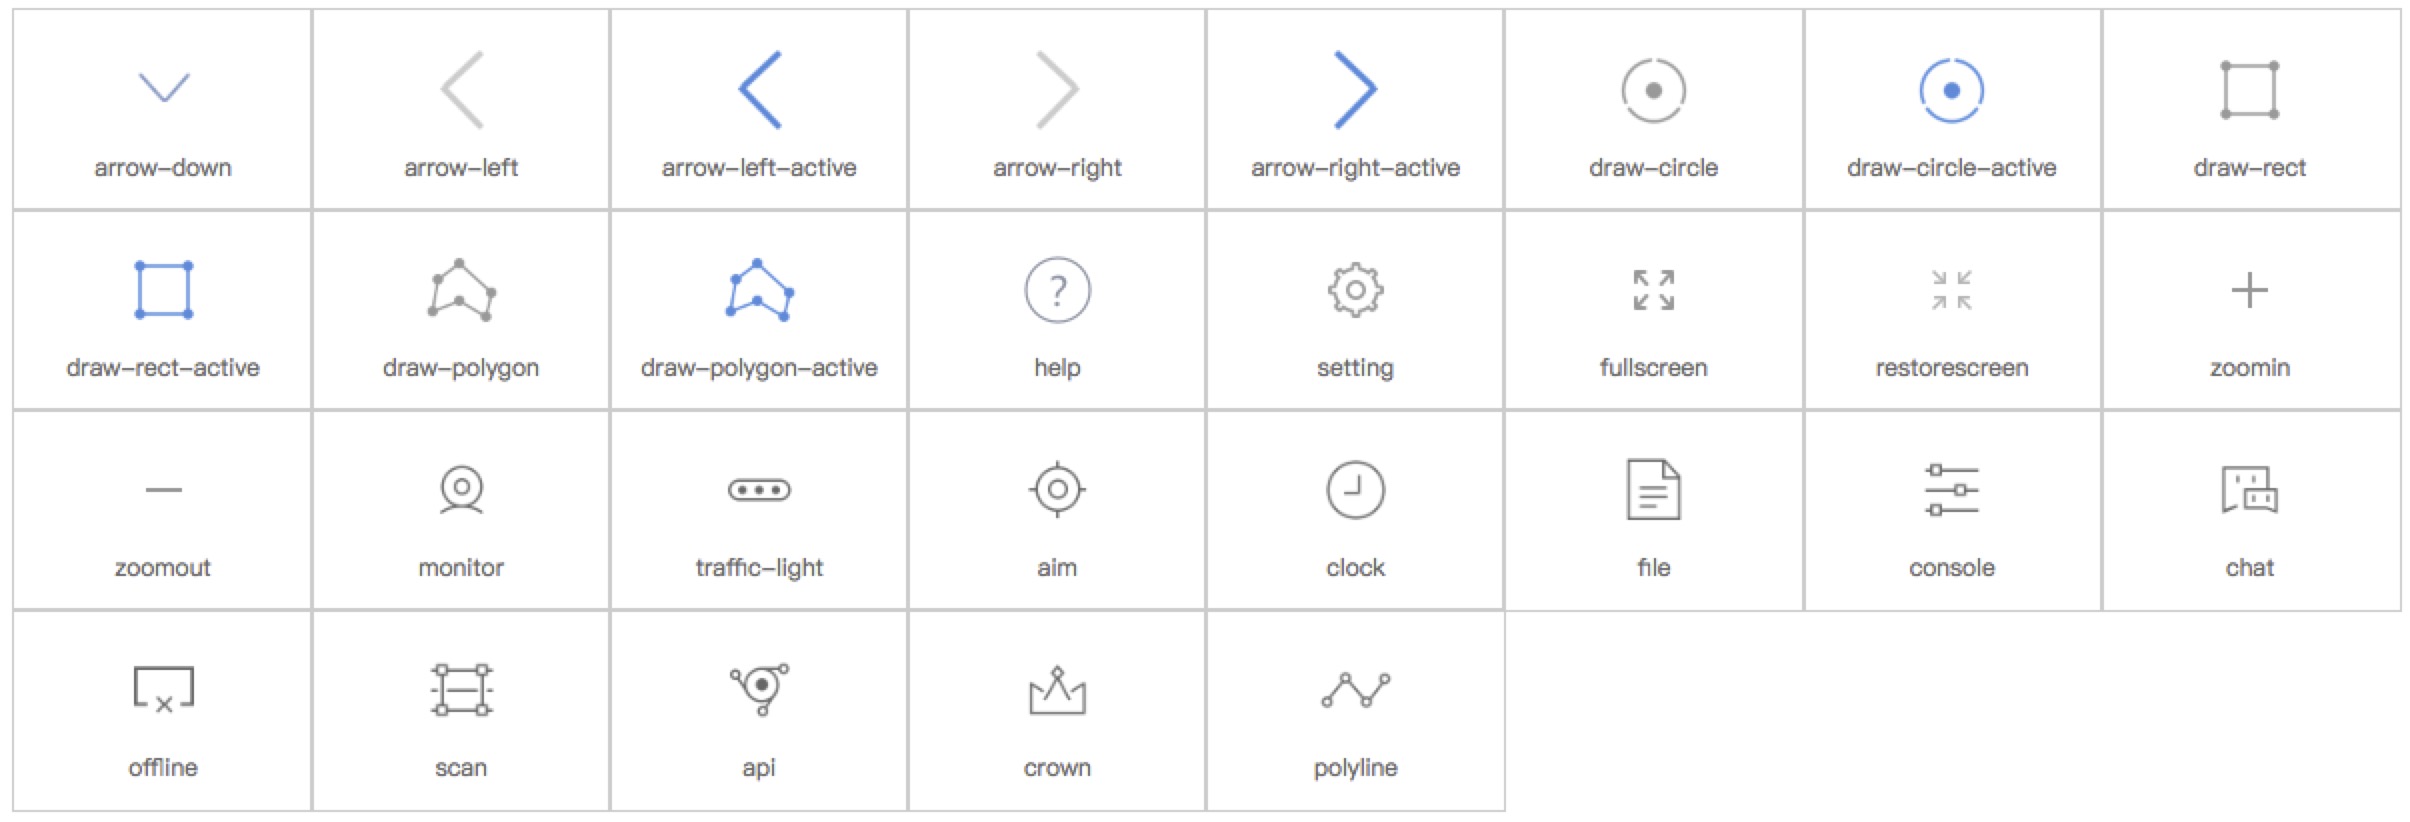 arrow–down arrow–left arrow–left–active arrow–right arrow–right–active draw–circle draw–circle–active draw–rect
?
draw–rect–active draw–polygon draw–polygon–active help setting fullscreen restorescreen zoomin
zoomout monitor traffic–light aim clock file console chat
offline scan api crown polyline